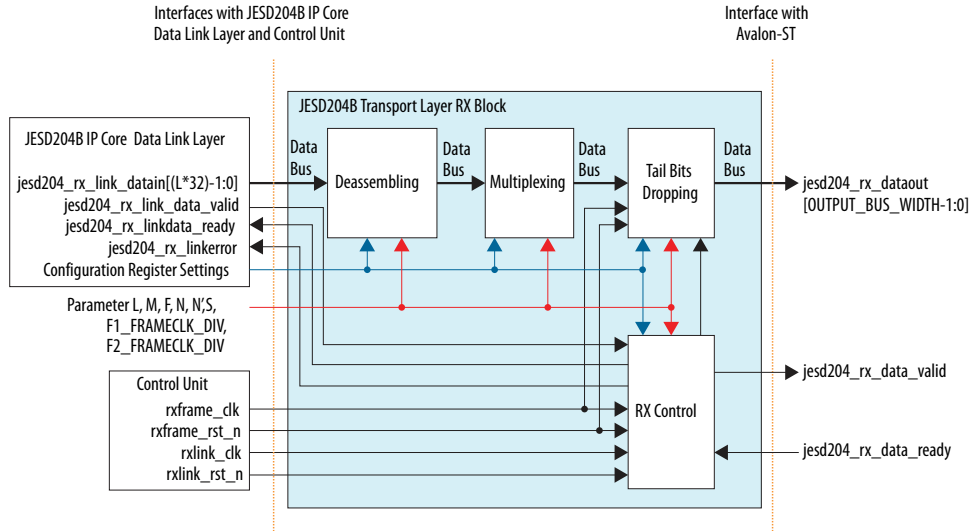 Interfaces with JESD204B IP Core
Data Link Layer and Control Unit
Interface with
Avalon-ST
JESD204B Transport Layer RX Block
JESD204B IP Core  Data Link Layer
jesd204_rx_link_datain[(L*32)-1:0]
jesd204_rx_link_data_valid
jesd204_rx_linkdata_ready
jesd204_rx_linkerror
Configuration Register Settings
Data
Bus
Deassembling
Data
Bus
Multiplexing
Data
Bus
Tail Bits
Dropping
Data
Bus
jesd204_rx_dataout
[OUTPUT_BUS_WIDTH-1:0]
Parameter L, M, F, N, N',S,
F1_FRAMECLK_DIV,
F2_FRAMECLK_DIV
Control Unit
rxframe_clk
rxframe_rst_n
rxlink_clk
rxlink_rst_n
RX Control
jesd204_rx_data_valid
jesd204_rx_data_ready